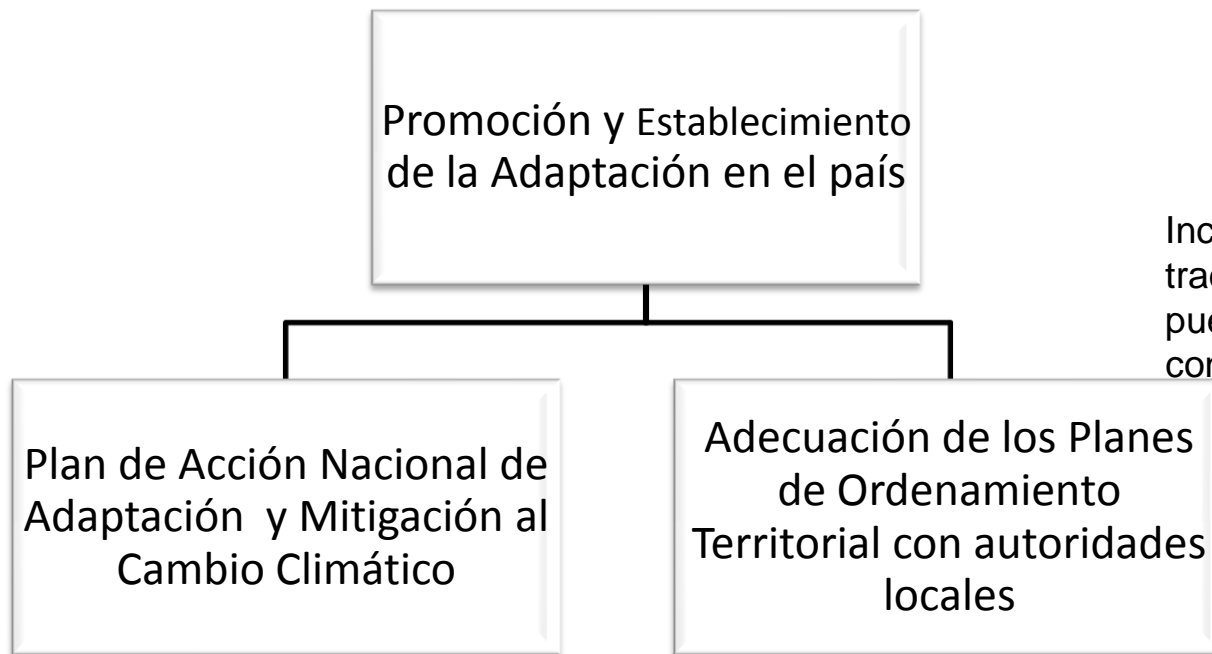 Promoción y Establecimiento
de la Adaptación en el país
Plan de Acción Nacional de
Adaptación y Mitigación al
Cambio Climático
Adecuación de los Planes
de Ordenamiento
Territorial con autoridades
locales